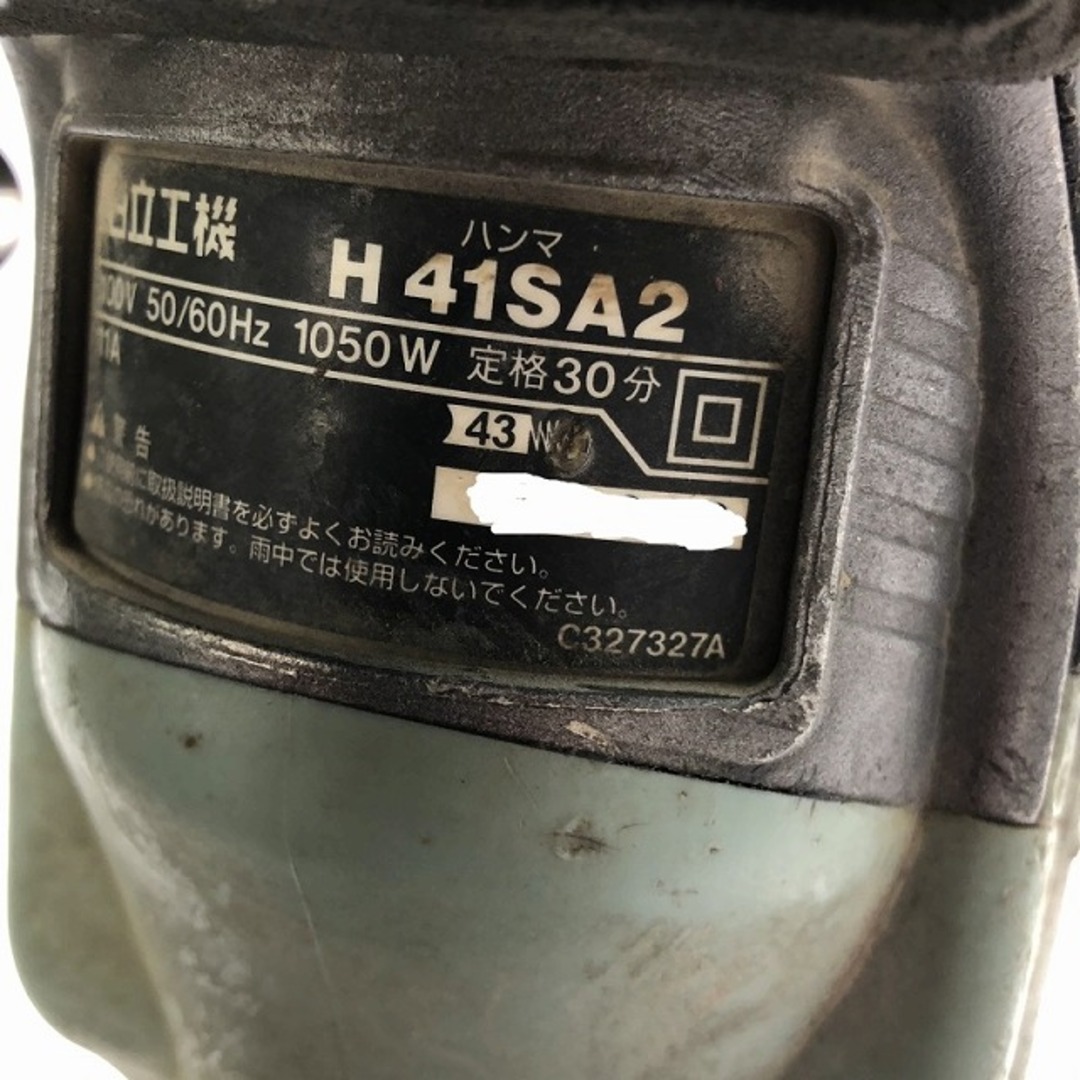 日立工機
ハンマ
H41SA2
100V 50/60Hz 1050W 定格30分
11A
43
警告
に取扱説明書を必ずよくお読みください。
があります。雨中では使用しないでください。
C327327A